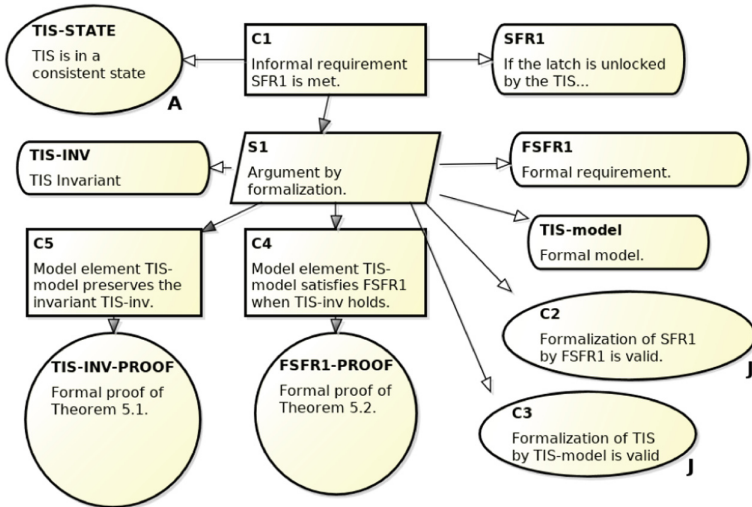 TIS-STATE
TIS is in a
consistent state
A
C1
Informal requirement
SFR1 is met.
SFR1
If the latch is unlocked
by the TIS...
TIS-INV
TIS Invariant
S1
Argument by
formalization.
FSFR1
Formal requirement.
TIS-model
Formal model.
C5
Model element TIS-
model preserves the
invariant TIS-inv.
C4
Model element TIS-
model satisfies FSFR1
when TIS-inv holds.
C2
Formalization of SFR1
by FSFR1 is valid.
J
TIS-INV-PROOF
Formal proof of
Theorem 5.1.
FSFR1-PROOF
Formal proof of
Theorem 5.2.
C3
Formalization of TIS
by TIS-model is valid
J